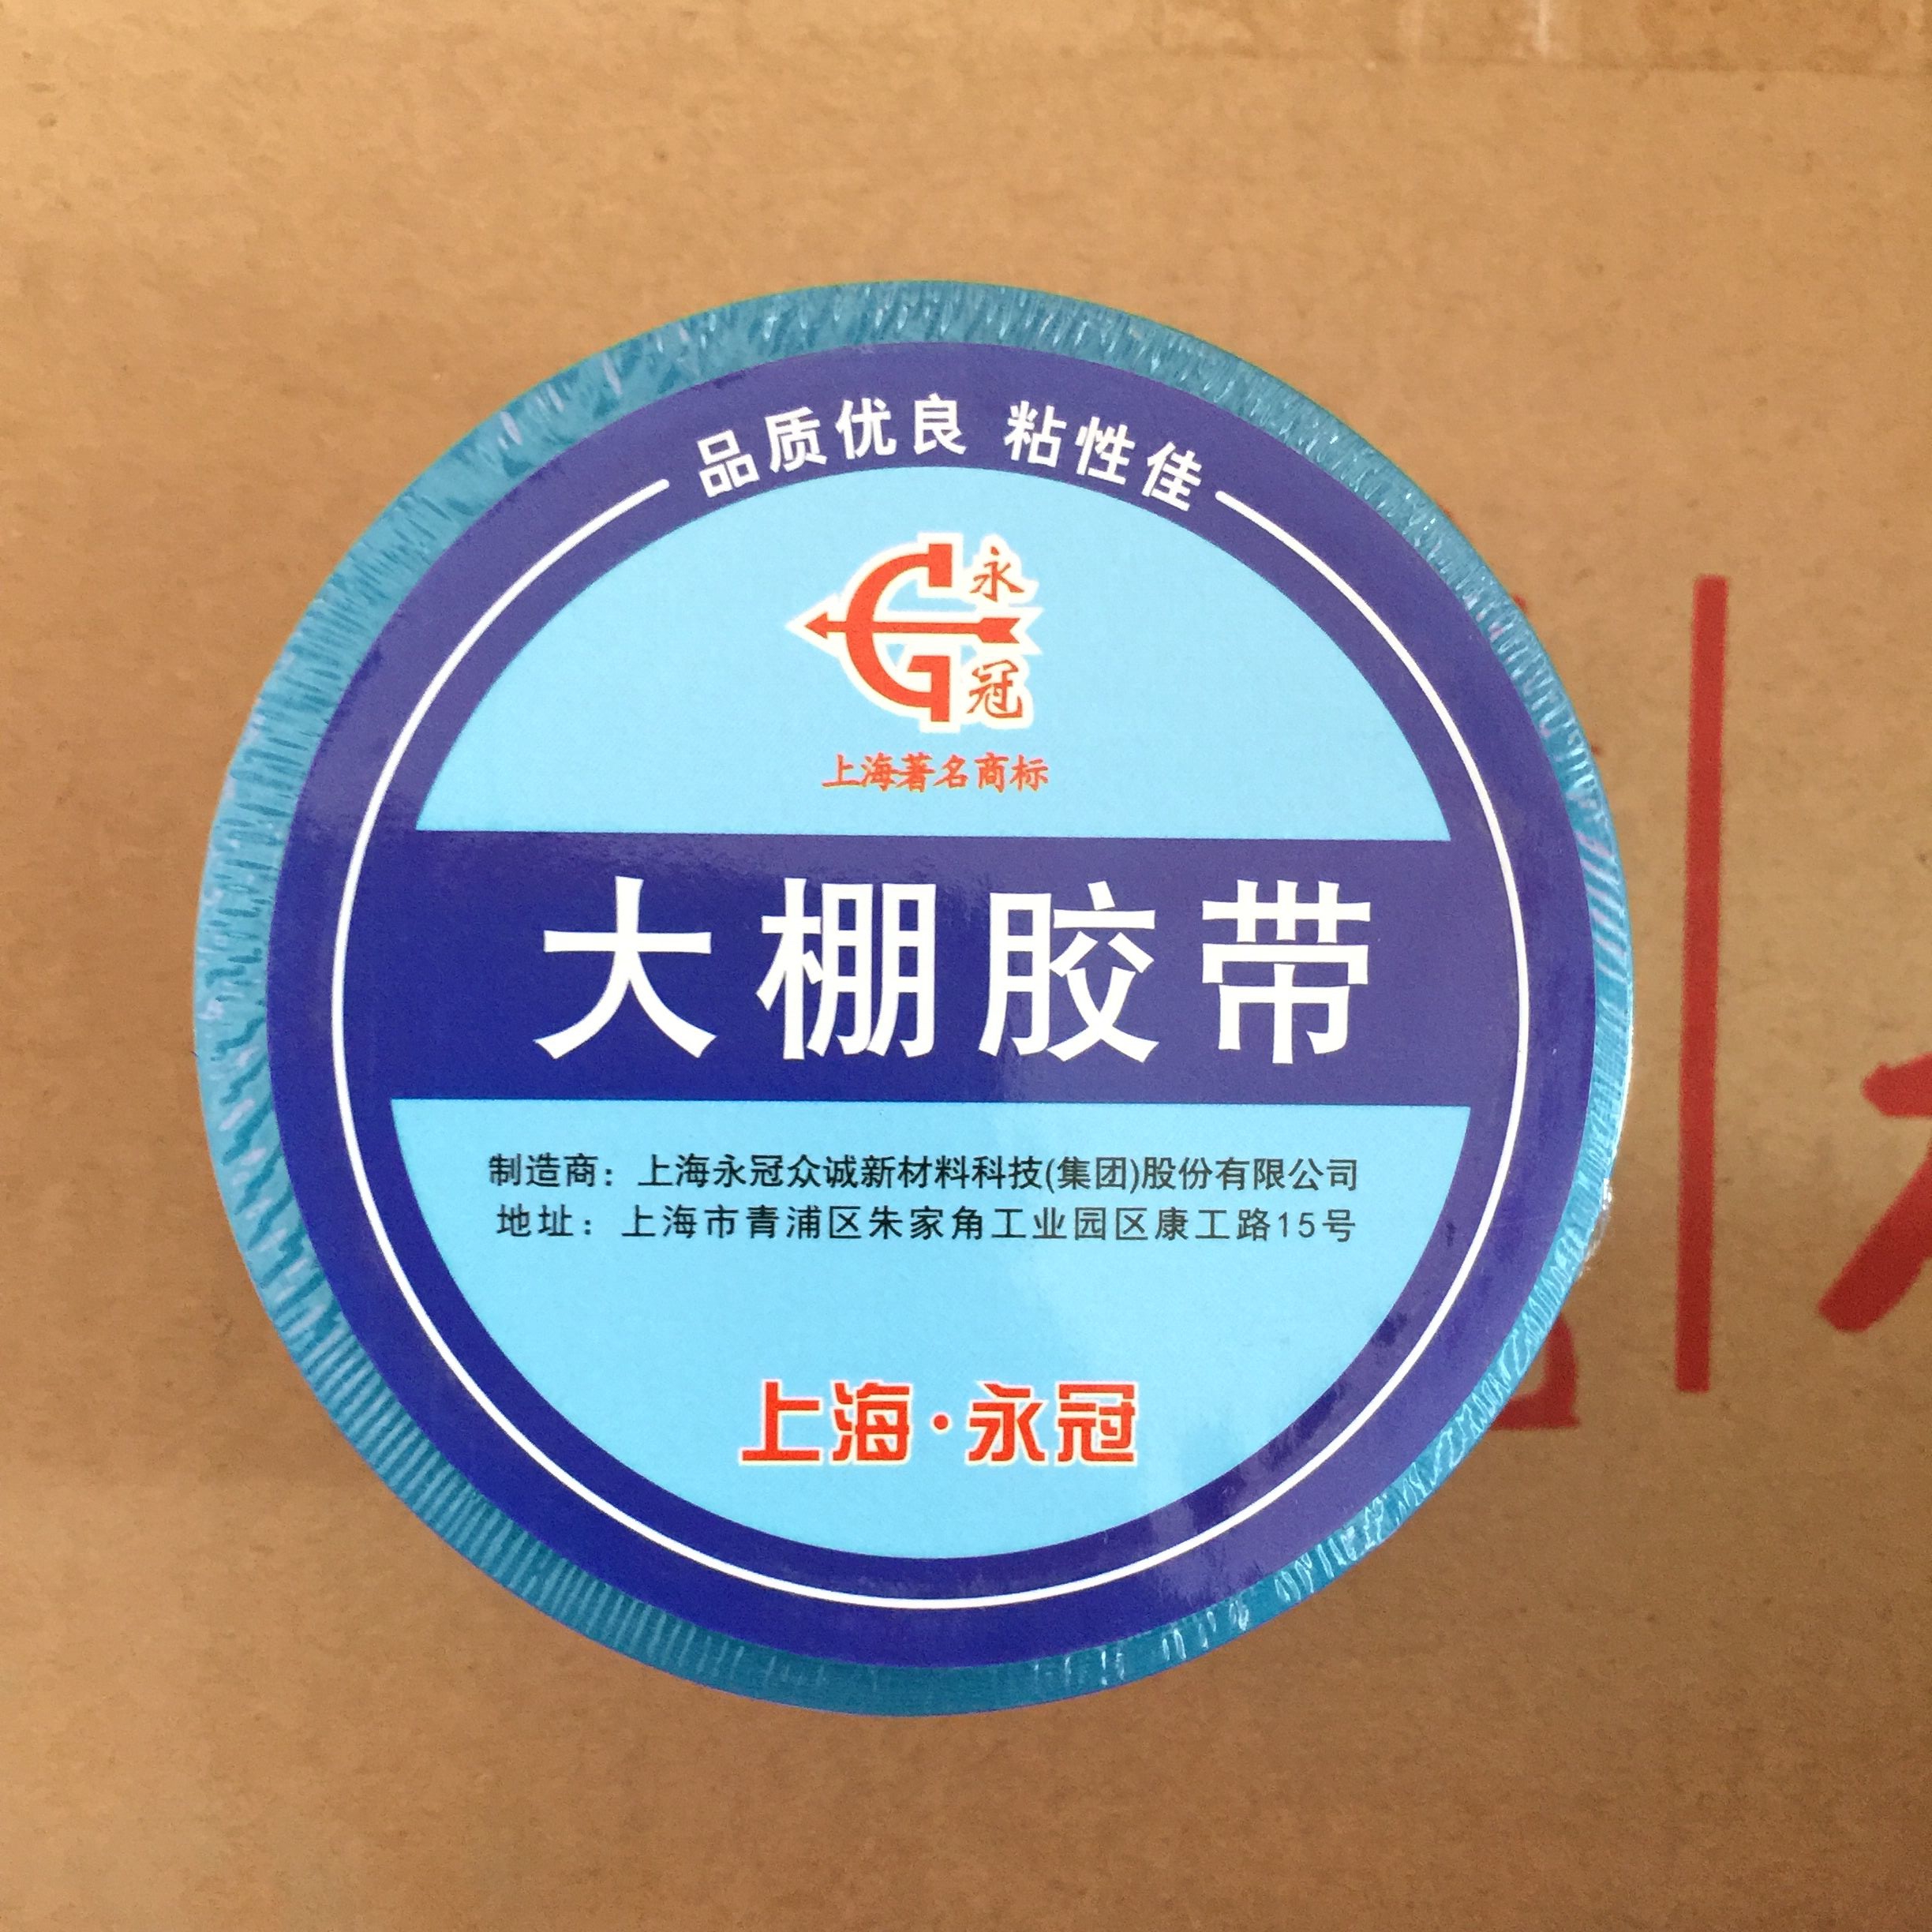 品质优良 粘性佳
永冠
上海著名商标
大棚胶带
制造商：上海永冠众诚新材料科技(集团)股份有限公司
地址：上海市青浦区朱家角工业园区康工路15号
上海·永冠